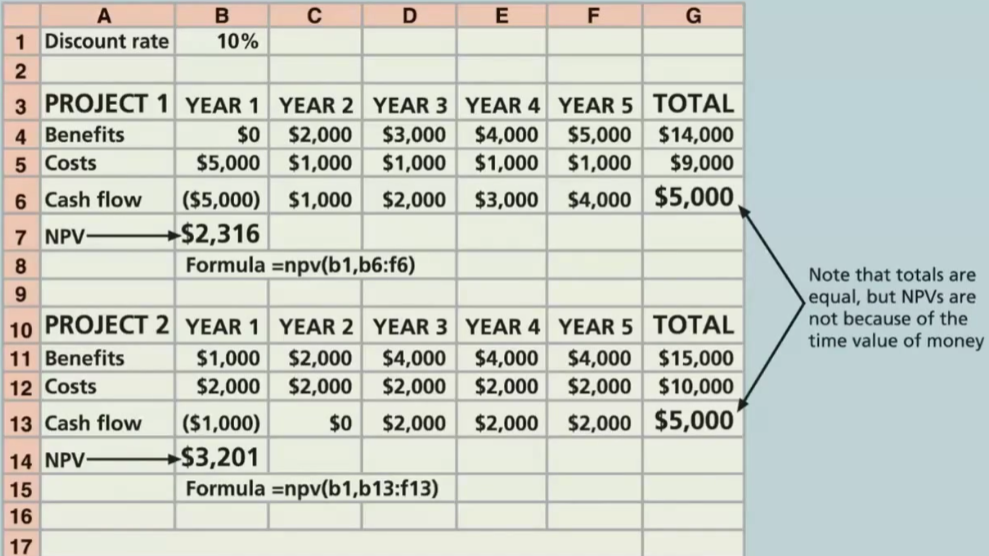 A B C D E F G
1 Discount rate 10%
2
3 PROJECT 1 YEAR 1 YEAR 2 YEAR 3 YEAR 4 YEAR 5 TOTAL
4 Benefits $0 $2,000 $3,000 $4,000 $5,000 $14,000
5 Costs $5,000 $1,000 $1,000 $1,000 $1,000 $9,000
6 Cash flow ($5,000) $1,000 $2,000 $3,000 $4,000 $5,000
7 NPV $2,316
8 Formula =npv(b1,b6:f6)
9
10 PROJECT 2 YEAR 1 YEAR 2 YEAR 3 YEAR 4 YEAR 5 TOTAL
11 Benefits $1,000 $2,000 $4,000 $4,000 $4,000 $15,000
12 Costs $2,000 $2,000 $2,000 $2,000 $2,000 $10,000
13 Cash flow ($1,000) $0 $2,000 $2,000 $2,000 $5,000
14 NPV $3,201
15 Formula =npv(b1,b13:f13)
16
17
Note that totals are
equal, but NPVs are
not because of the
time value of money